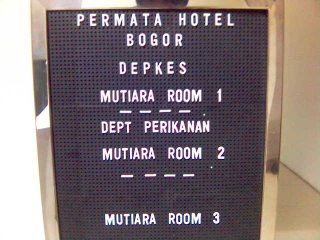 PERMATA HOTEL
BOGOR
DEPKES
MUTIARA ROOM 1
– – – –
DEPT PERIKANAN
MUTIARA ROOM 2
– – – –
MUTIARA ROOM 3